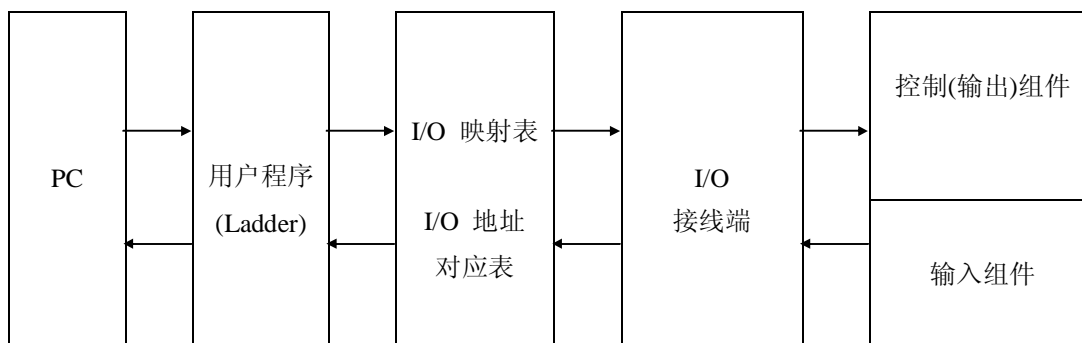 PC
用户程序
(Ladder)
I/O 映射表
I/O 地址
对应表
I/O
接线端
控制(输出)组件
输入组件